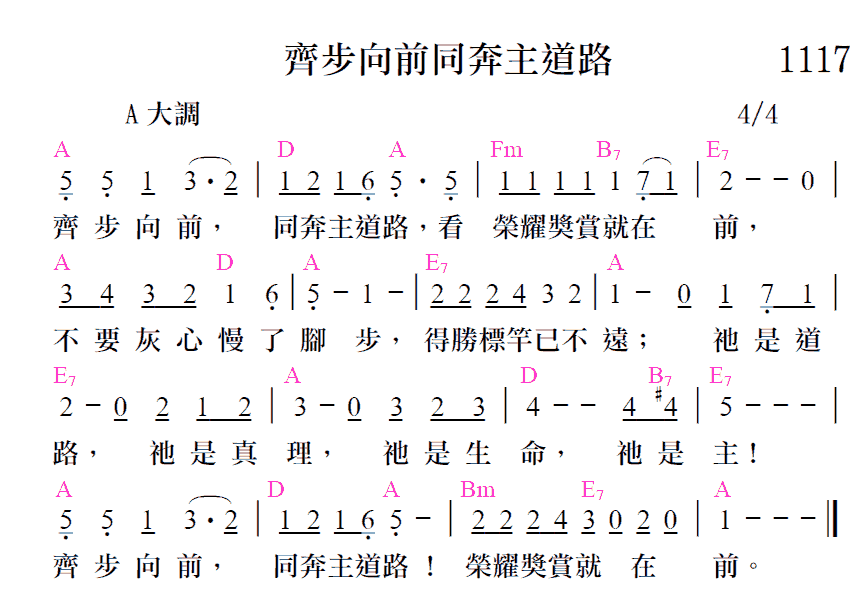 齊步向前同奔主道路 1117
A 大調 4/4
A D A Fm B7 E7
5 5 1 3·2 | 1 2 1 6 5· 5 | 1 1 1 1 1 7 1 | 2 － － 0 |
齊 步 向 前， 同奔主道路，看 榮耀獎賞就在 前，
A D A E7 A
3 4 3 2 1 6 | 5 － 1 － | 2 2 2 4 3 2 | 1 － 0 1 7 1 |
不 要 灰 心 慢 了 腳 步， 得勝標竿已不遠； 祂 是 道
E7 A D B7 E7
2 － 0 2 1 2 | 3 － 0 3 2 3 | 4 － － 4 #4 | 5 － － － |
路， 祂 是 真 理， 祂 是 生 命， 祂 是 主！
A D A Bm E7 A
5 5 1 3·2 | 1 2 1 6 5 － | 2 2 2 4 3 0 2 0 | 1 － － － ||
齊 步 向 前， 同奔主道路！ 榮耀獎賞就 在 前。